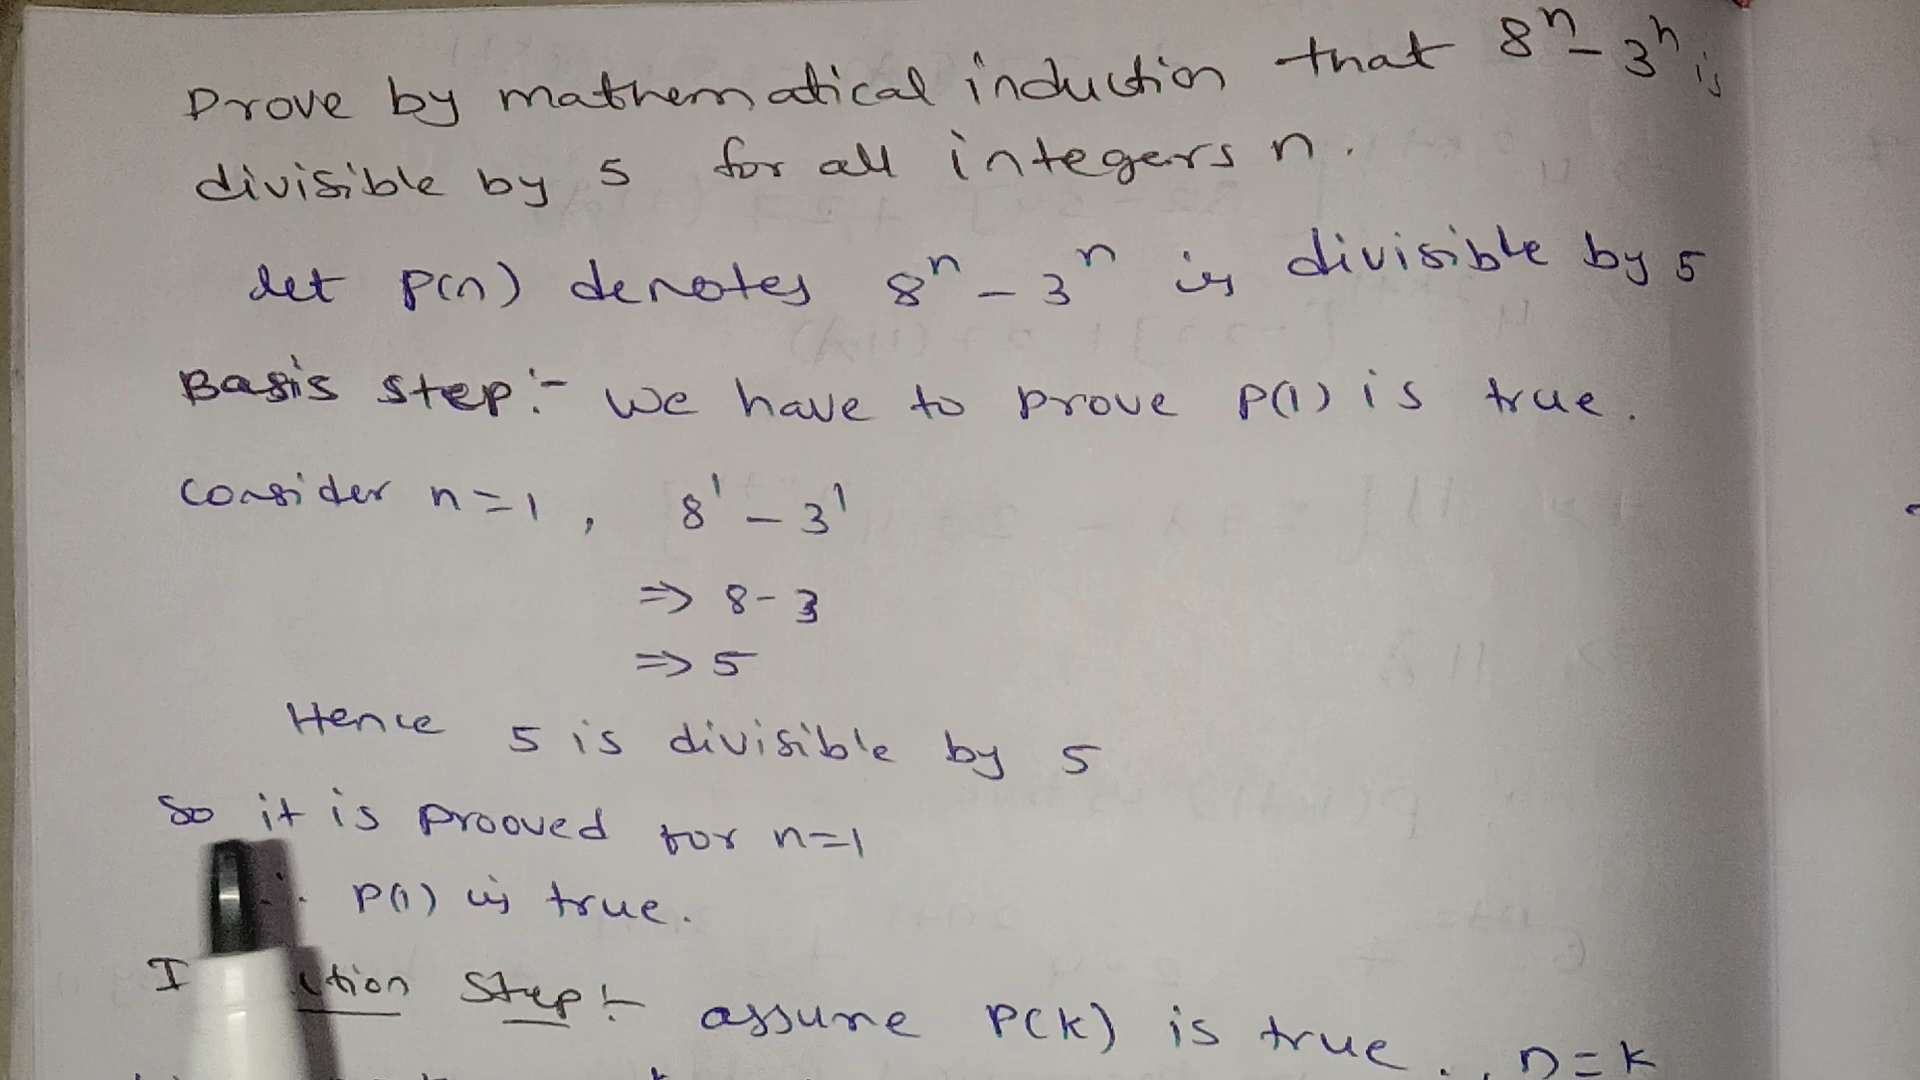 Prove by mathematical induction that 8ⁿ - 3ⁿ is
divisible by 5 for all integers n.
Let P(n) denotes 8ⁿ - 3ⁿ is divisible by 5
Basis step:- We have to prove P(1) is true.
Consider n=1, 8¹ - 3¹
⇒ 8-3
⇒ 5
Hence 5 is divisible by 5
So it is prooved for n=1
∴ P(1) is true.
Step:- assume P(k) is true. n=k